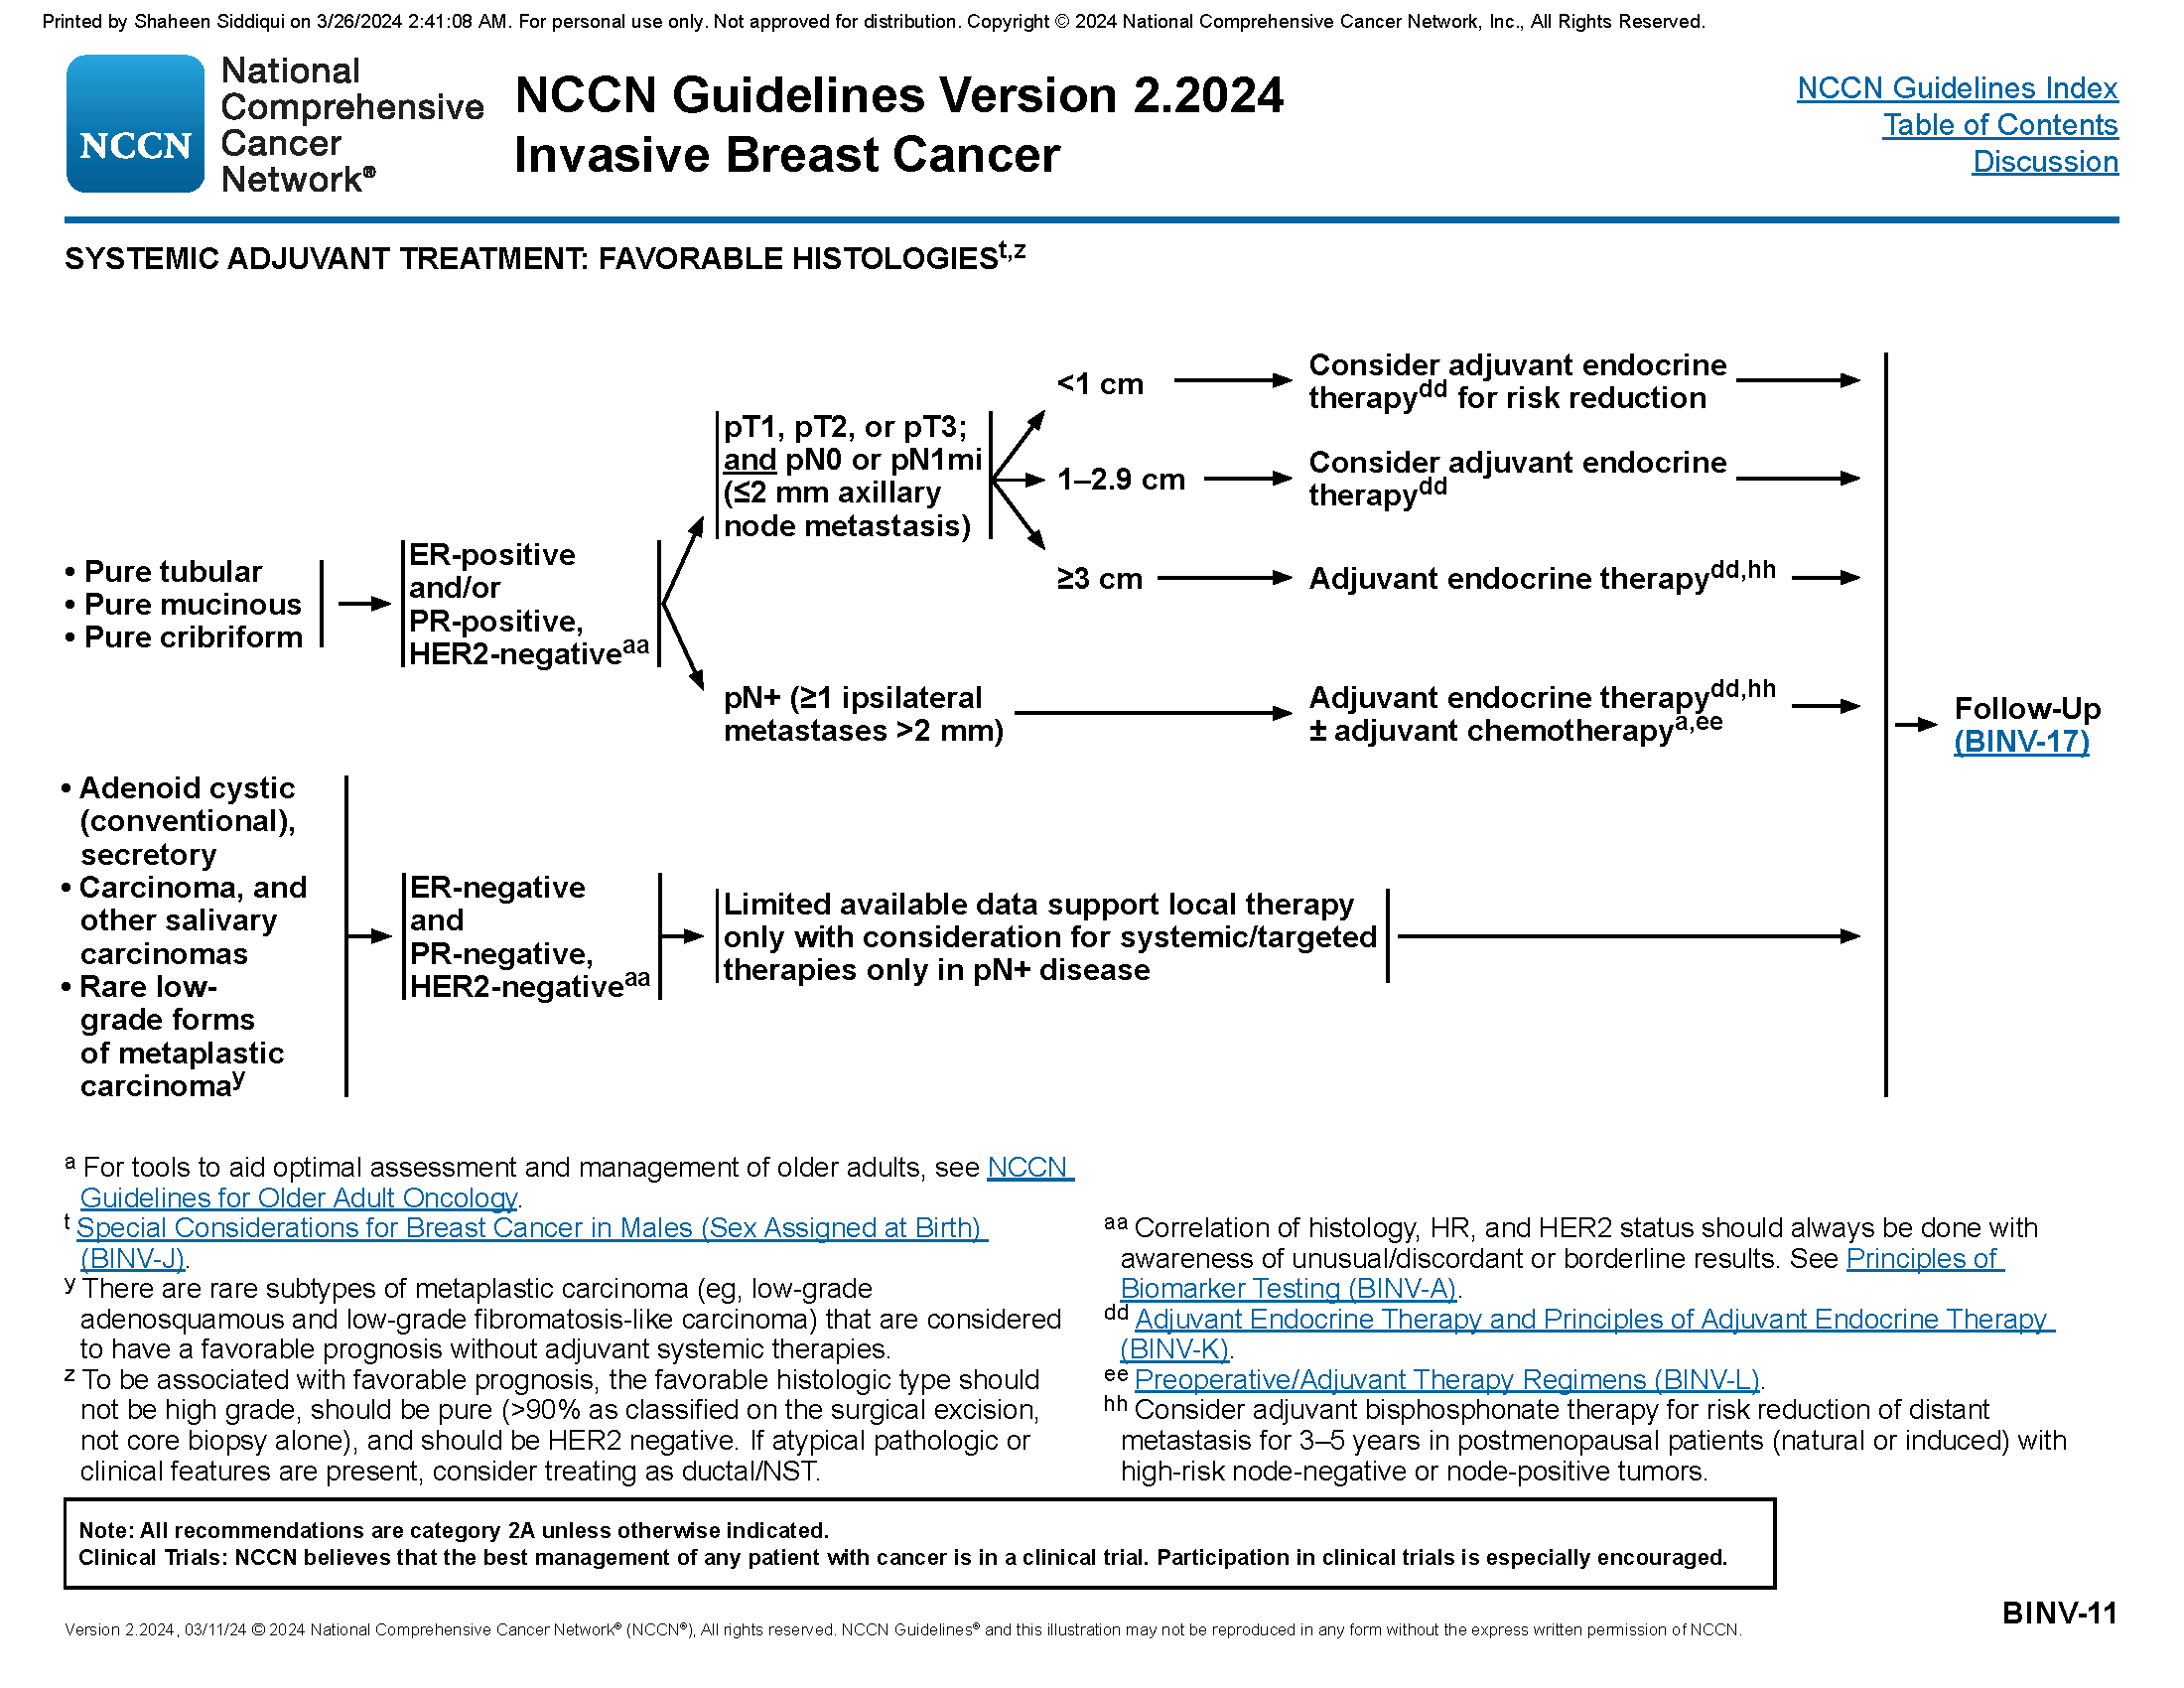 Printed by Shaheen Siddiqui on 3/26/2024 2:41:08 AM. For personal use only. Not approved for distribution. Copyright © 2024 National Comprehensive Cancer Network, Inc., All Rights Reserved.
NCCN
National
Comprehensive
Cancer
Network®
NCCN Guidelines Version 2.2024
Invasive Breast Cancer
NCCN Guidelines Index
Table of Contents
Discussion
SYSTEMIC ADJUVANT TREATMENT: FAVORABLE HISTOLOGIESt,z
• Pure tubular
• Pure mucinous
• Pure cribriform
ER-positive
and/or
PR-positive,
HER2-negativeaa
pT1, pT2, or pT3;
and pN0 or pN1mi
(≤2 mm axillary
node metastasis)
<1 cm
Consider adjuvant endocrine
therapydd for risk reduction
1–2.9 cm
Consider adjuvant endocrine
therapydd
≥3 cm
Adjuvant endocrine therapydd,hh
pN+ (≥1 ipsilateral
metastases >2 mm)
Adjuvant endocrine therapydd,hh
± adjuvant chemotherapya,ee
Follow-Up
(BINV-17)
• Adenoid cystic
(conventional),
secretory
• Carcinoma, and
other salivary
carcinomas
• Rare low-
grade forms
of metaplastic
carcinomay
ER-negative
and
PR-negative,
HER2-negativeaa
Limited available data support local therapy
only with consideration for systemic/targeted
therapies only in pN+ disease
a For tools to aid optimal assessment and management of older adults, see NCCN
Guidelines for Older Adult Oncology.
t Special Considerations for Breast Cancer in Males (Sex Assigned at Birth)
(BINV-J).
y There are rare subtypes of metaplastic carcinoma (eg, low-grade
adenosquamous and low-grade fibromatosis-like carcinoma) that are considered
to have a favorable prognosis without adjuvant systemic therapies.
z To be associated with favorable prognosis, the favorable histologic type should
not be high grade, should be pure (>90% as classified on the surgical excision,
not core biopsy alone), and should be HER2 negative. If atypical pathologic or
clinical features are present, consider treating as ductal/NST.
aa Correlation of histology, HR, and HER2 status should always be done with
awareness of unusual/discordant or borderline results. See Principles of
Biomarker Testing (BINV-A).
dd Adjuvant Endocrine Therapy and Principles of Adjuvant Endocrine Therapy
(BINV-K).
ee Preoperative/Adjuvant Therapy Regimens (BINV-L).
hh Consider adjuvant bisphosphonate therapy for risk reduction of distant
metastasis for 3–5 years in postmenopausal patients (natural or induced) with
high-risk node-negative or node-positive tumors.
Note: All recommendations are category 2A unless otherwise indicated.
Clinical Trials: NCCN believes that the best management of any patient with cancer is in a clinical trial. Participation in clinical trials is especially encouraged.
BINV-11
Version 2.2024, 03/11/24 © 2024 National Comprehensive Cancer Network® (NCCN®), All rights reserved. NCCN Guidelines® and this illustration may not be reproduced in any form without the express written permission of NCCN.